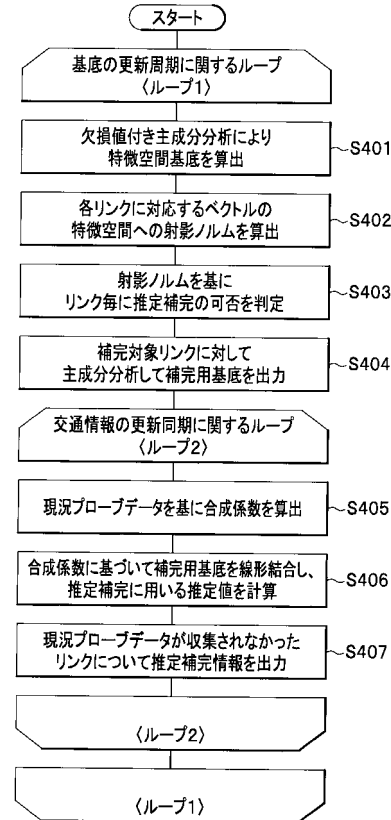 スタート
基底の更新周期に関するループ
〈ループ1〉
欠損値付き主成分分析により
特微空間基底を算出
S401
各リンクに対応するベクトルの
特微空間への射影ノルムを算出
S402
射影ノルムを基に
リンク毎に推定補完の可否を判定
S403
補完対象リンクに対して
主成分分析して補完用基底を出力
S404
交通情報の更新同期に関するループ
〈ループ2〉
現況プローブデータを基に合成係数を算出
S405
合成係数に基づいて補完用基底を線形結合し、
推定補完に用いる推定値を計算
S406
現況プローブデータが収集されなかった
リンクについて推定補完情報を出力
S407
〈ループ2〉
〈ループ1〉